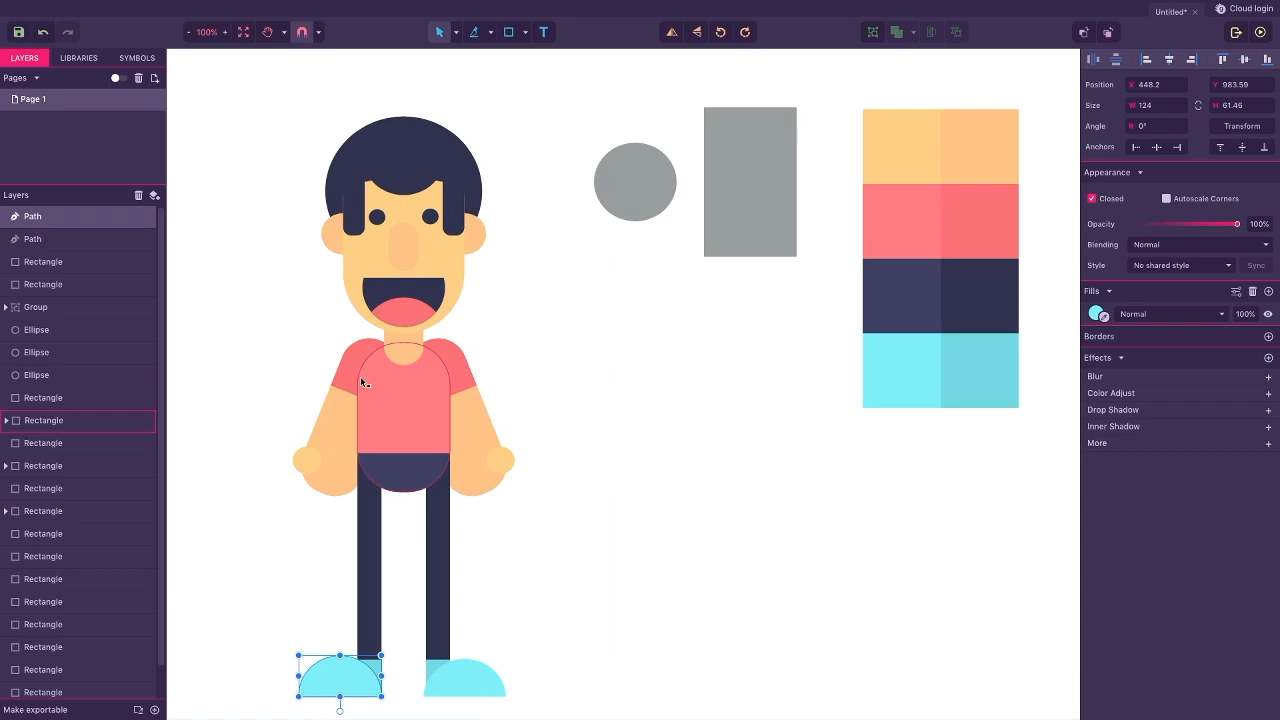 Untitled*
Cloud login
- 100% +
T
LAYERS LIBRARIES SYMBOLS
Pages
Page 1
Layers
Path
Path
Rectangle
Rectangle
Group
Ellipse
Ellipse
Ellipse
Rectangle
Rectangle
Rectangle
Rectangle
Rectangle
Rectangle
Rectangle
Rectangle
Rectangle
Rectangle
Rectangle
Rectangle
Rectangle
Rectangle
Make exportable
Position X 448.2 Y 983.59
Size W 124 H 61.46
Angle R 0° Transform
Anchors
Appearance
Closed Autoscale Corners
Opacity 100%
Blending Normal
Style No shared style Sync
Fills
Normal 100%
Borders
Effects
Blur +
Color Adjust +
Drop Shadow +
Inner Shadow +
More +